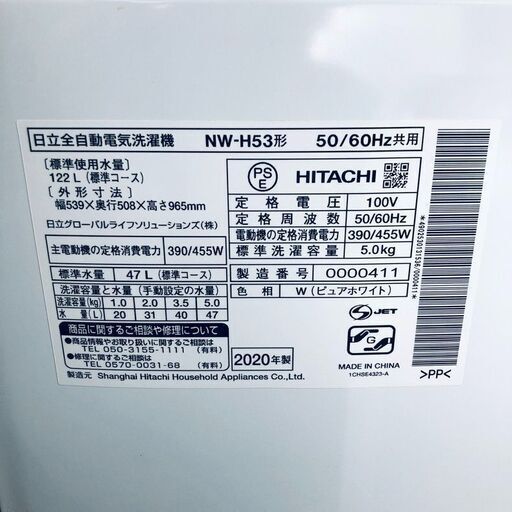 日立全自動電気洗濯機 NW-H53形 50/60Hz共用
〔標準使用水量〕
122 L (標準コース)
〔外形寸法〕
幅539×奥行508×高さ965mm
日立グローバルライフソリューションズ(株)
主電動機の定格消費電力 390/455W
標準水量 47 L (標準コース)
洗濯容量と水量 (手動設定の水量)
洗濯容量(kg) 1.0 2.0 3.5 5.0
水量(L) 20 31 40 47
商品に関するご相談や修理について
●商品情報やお取り扱いに関するご相談
TEL 050-3155-1111 (有料)
●修理に関するご相談
TEL 0570-0031-68 (有料)
2020年製
製造元 Shanghai Hitachi Household Appliances Co.,Ltd.
PS
E
HITACHI
定格電圧 100V
定格周波数 50/60Hz
電動機の定格消費電力 390/455W
標準洗濯容量 5.0kg
製造番号 0000411
色相 W (ピュアホワイト)
S JET
G
MADE IN CHINA
1CHSE4323-A
>PP<